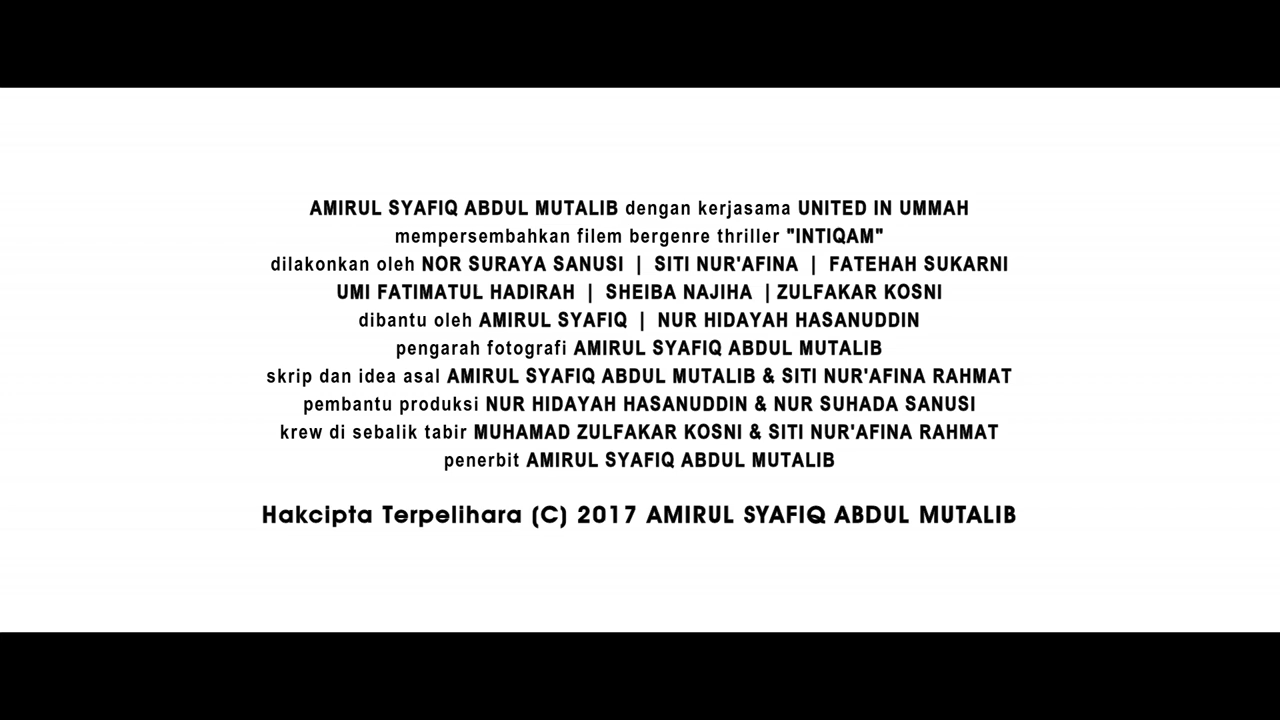 AMIRUL SYAFIQ ABDUL MUTALIB dengan kerjasama UNITED IN UMMAH
mempersembahkan filem bergenre thriller "INTIQAM"
dilakonkan oleh NOR SURAYA SANUSI | SITI NUR'AFINA | FATEHAH SUKARNI
UMI FATIMATUL HADIRAH | SHEIBA NAJIHA | ZULFAKAR KOSNI
dibantu oleh AMIRUL SYAFIQ | NUR HIDAYAH HASANUDDIN
pengarah fotografi AMIRUL SYAFIQ ABDUL MUTALIB
skrip dan idea asal AMIRUL SYAFIQ ABDUL MUTALIB & SITI NUR'AFINA RAHMAT
pembantu produksi NUR HIDAYAH HASANUDDIN & NUR SUHADA SANUSI
krew di sebalik tabir MUHAMAD ZULFAKAR KOSNI & SITI NUR'AFINA RAHMAT
penerbit AMIRUL SYAFIQ ABDUL MUTALIB
Hakcipta Terpelihara (C) 2017 AMIRUL SYAFIQ ABDUL MUTALIB